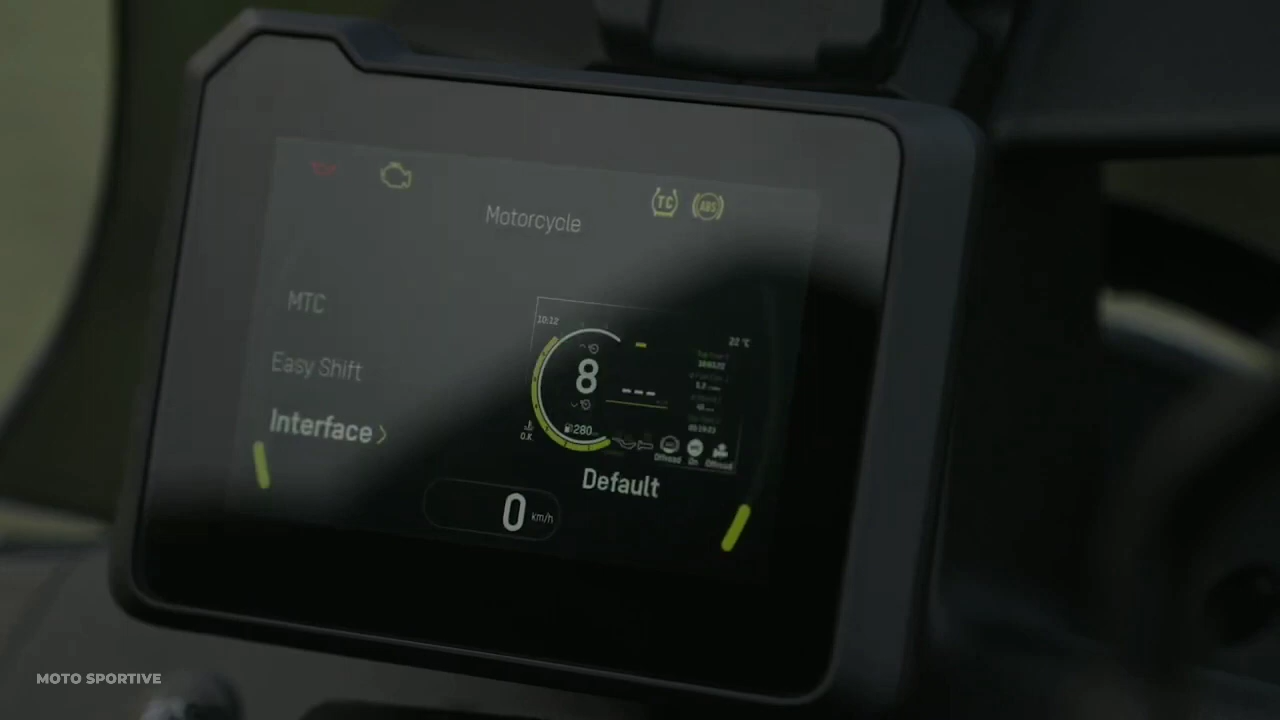 TC
ABS
Motorcycle
MTC
Easy Shift
Interface
10:12
22 °C
8
---
280
O.K.
Offroad
On
Offroad
Default
0 km/h
MOTO SPORTIVE